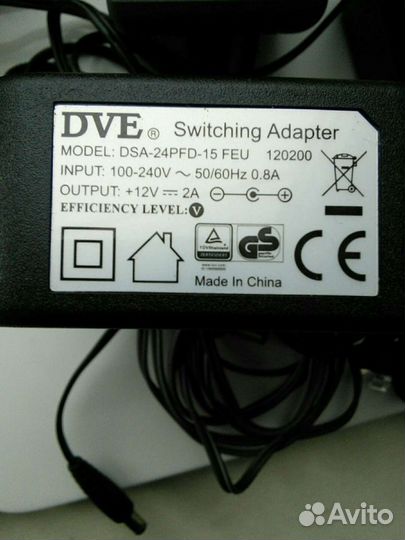 DVE® Switching Adapter
MODEL: DSA-24PFD-15 FEU 120200
INPUT: 100-240V ~ 50/60Hz 0.8A
OUTPUT: +12V ⎓ 2A
EFFICIENCY LEVEL: V
TÜVRheinland
GS
CE
Made In China
Avito